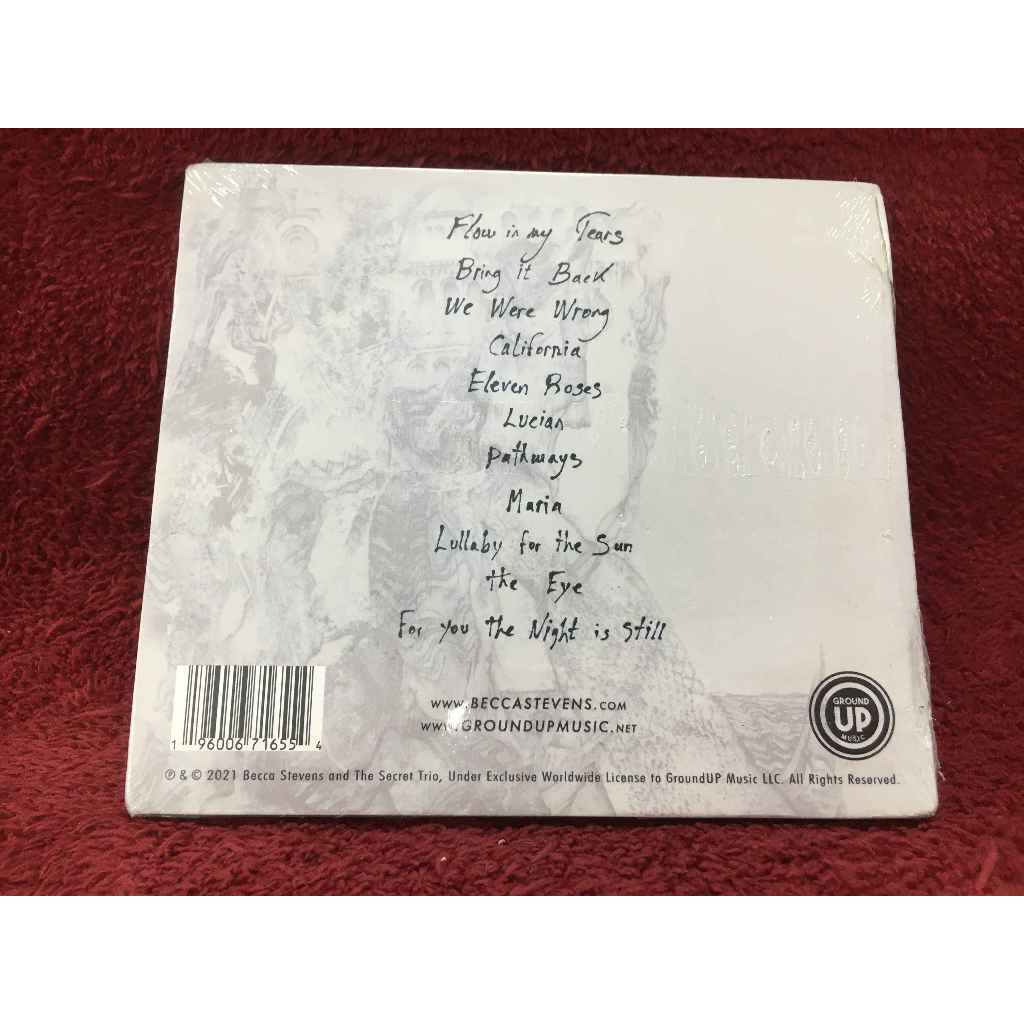 Flow in my Tears
Bring it Back
We Were Wrong
California
Eleven Roses
Lucian
Pathways
Maria
Lullaby for the Sun
the Eye
For you the Night is Still
WWW.BECCASTEVENS.COM
WWW.GROUNDUPMUSIC.NET
GROUND
UP
MUSIC
1 96006 71655 4
℗ & © 2021 Becca Stevens and The Secret Trio, Under Exclusive Worldwide License to GroundUP Music LLC. All Rights Reserved.